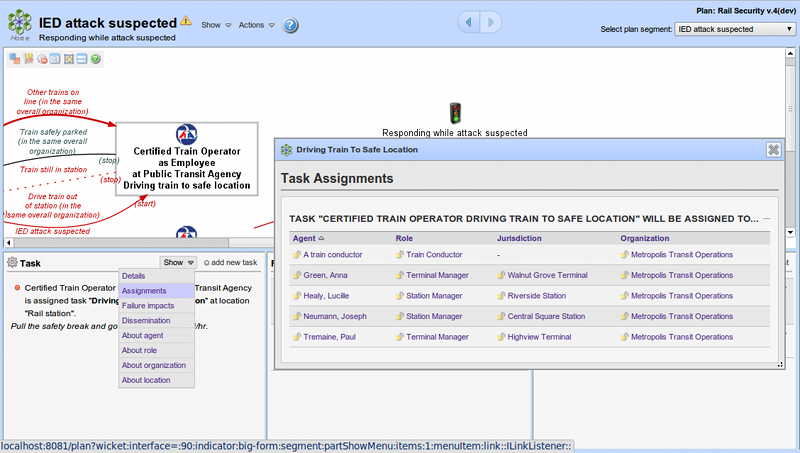 Plan: Rail Security v.4(dev)
IED attack suspected
Show
Actions
?
Home
Responding while attack suspected
Select plan segment:
IED attack suspected
Other trains on
line (in the same
overall organization)
Train safely parked
(in the same overall
organization)
(stop)
Train still in station
(stop)
Drive train out
of station (in the
same overall organization)
(start)
IED attack suspected
Certified Train Operator
as Employee
at Public Transit Agency
Driving train to safe location
Responding while attack suspected
Driving Train To Safe Location
Task Assignments
TASK "CERTIFIED TRAIN OPERATOR DRIVING TRAIN TO SAFE LOCATION" WILL BE ASSIGNED TO...
Agent Role Jurisdiction Organization
A train conductor Train Conductor - Metropolis Transit Operations
Green, Anna Terminal Manager Walnut Grove Terminal Metropolis Transit Operations
Healy, Lucille Station Manager Riverside Station Metropolis Transit Operations
Neumann, Joseph Station Manager Central Square Station Metropolis Transit Operations
Tremaine, Paul Terminal Manager Highview Terminal Metropolis Transit Operations
Task
Show
add new task
Certified Train Operator Transit Agency
is assigned task "Driving on" at location
"Rail station".
Pull the safety break and go /hr.
Details
Assignments
Failure impacts
Dissemination
About agent
About role
About organization
About location
localhost:8081/plan?wicket:interface=:90:indicator:big-form:segment:partShowMenu:items:1:menuItem:link::ILinkListener::